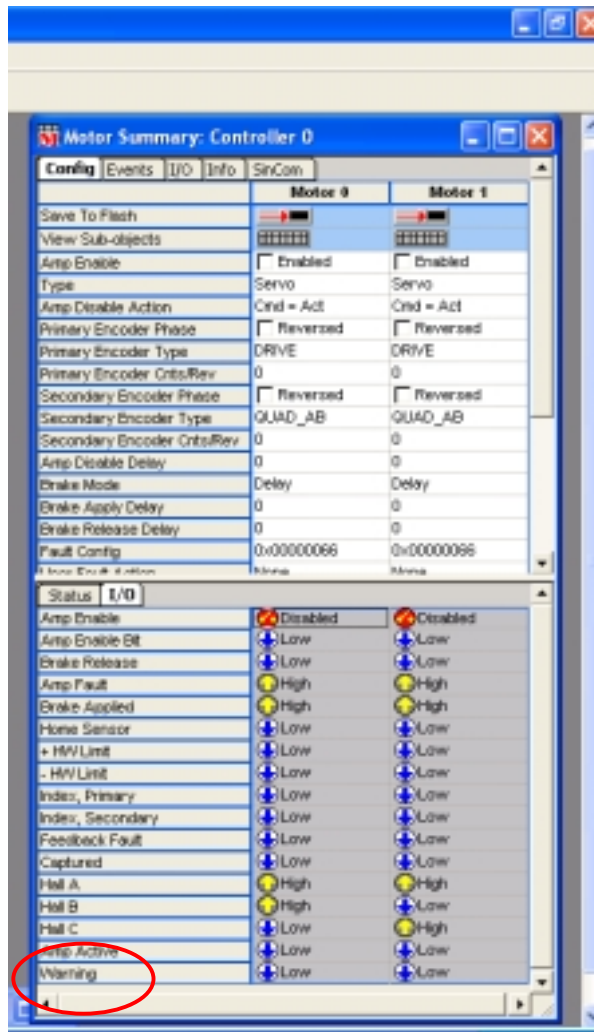 Motor Summary: Controller 0
Config Events I/O Info SinCom
Motor 0 Motor 1
Save To Flash
View Sub-objects
Amp Enable Enabled Enabled
Type Servo Servo
Amp Disable Action Cmd = Act Cmd = Act
Primary Encoder Phase Reversed Reversed
Primary Encoder Type DRIVE DRIVE
Primary Encoder Cnts/Rev 0 0
Secondary Encoder Phase Reversed Reversed
Secondary Encoder Type QUAD_AB QUAD_AB
Secondary Encoder Cnts/Rev 0 0
Amp Disable Delay 0 0
Brake Mode Delay Delay
Brake Apply Delay 0 0
Brake Release Delay 0 0
Fault Config 0x00000066 0x00000066
User Fault Action None None
Status I/O
Amp Enable Disabled Disabled
Amp Enable Bit Low Low
Brake Release Low Low
Amp Fault High High
Brake Applied High High
Home Sensor Low Low
+ HW Limit Low Low
- HW Limit Low Low
Index, Primary Low Low
Index, Secondary Low Low
Feedback Fault Low Low
Captured Low Low
Hall A High High
Hall B High Low
Hall C Low High
Amp Active Low Low
Warning Low Low